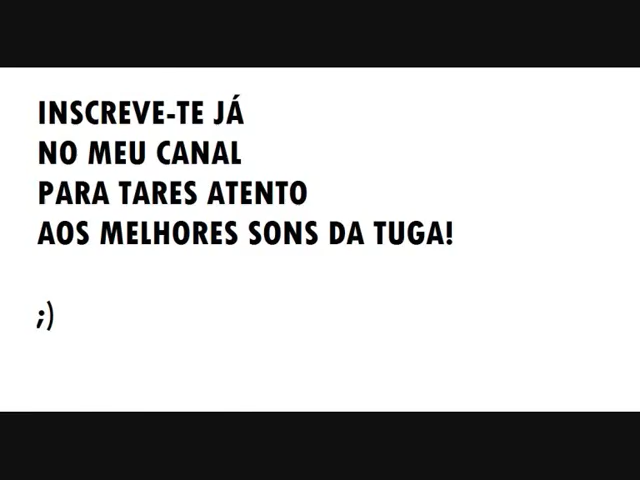 INSCREVE-TE JÁ
NO MEU CANAL
PARA TARES ATENTO
AOS MELHORES SONS DA TUGA!
;)